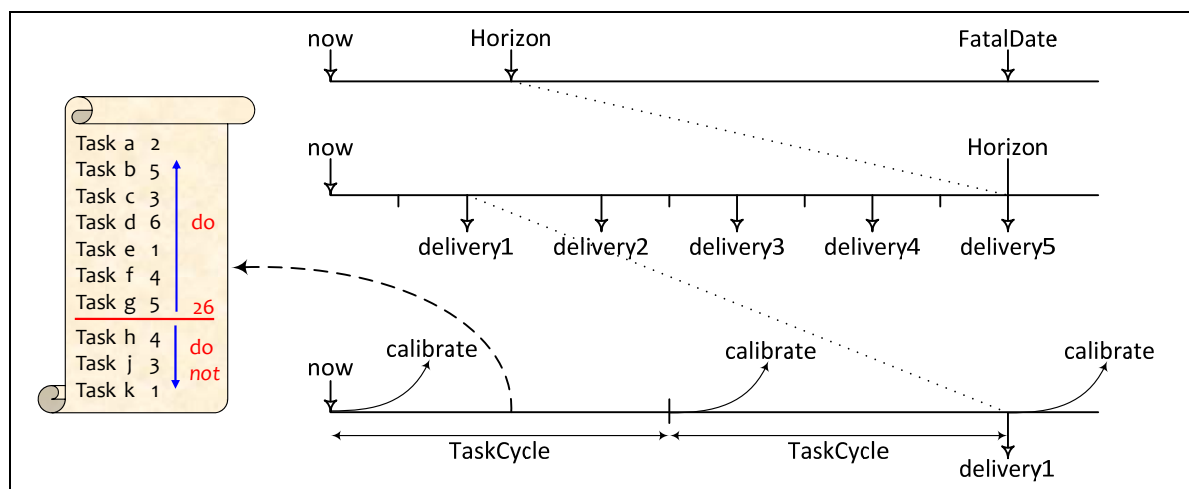 now Horizon FatalDate
now Horizon
delivery1 delivery2 delivery3 delivery4 delivery5
calibrate calibrate calibrate
now
TaskCycle TaskCycle
delivery1
Task a 2
Task b 5
Task c 3
Task d 6 do
Task e 1
Task f 4
Task g 5 26
Task h 4 do
Task j 3 not
Task k 1